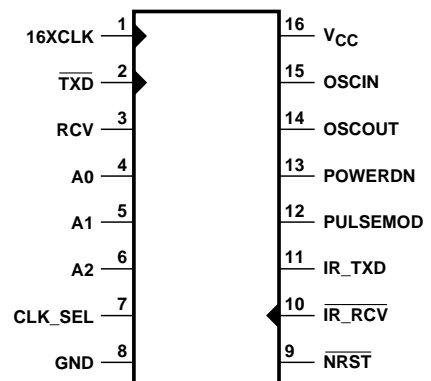 16XCLK 1 16 VCC
TXD 2 15 OSCIN
RCV 3 14 OSCOUT
A0 4 13 POWERDN
A1 5 12 PULSEMOD
A2 6 11 IR_TXD
CLK_SEL 7 10 IR_RCV
GND 8 9 NRST